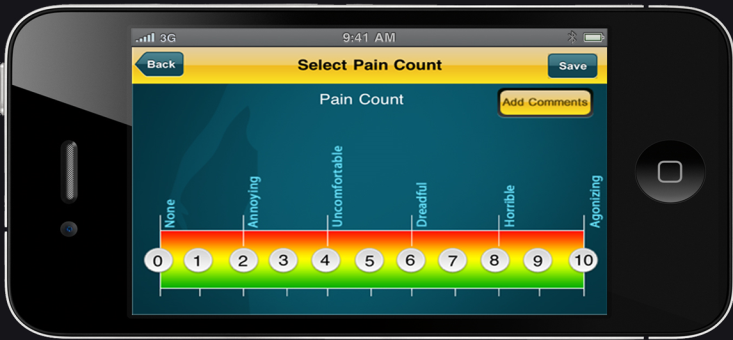 3G 9:41 AM
Back Select Pain Count Save
Pain Count Add Comments
None Annoying Uncomfortable Dreadful Horrible Agonizing
0 1 2 3 4 5 6 7 8 9 10